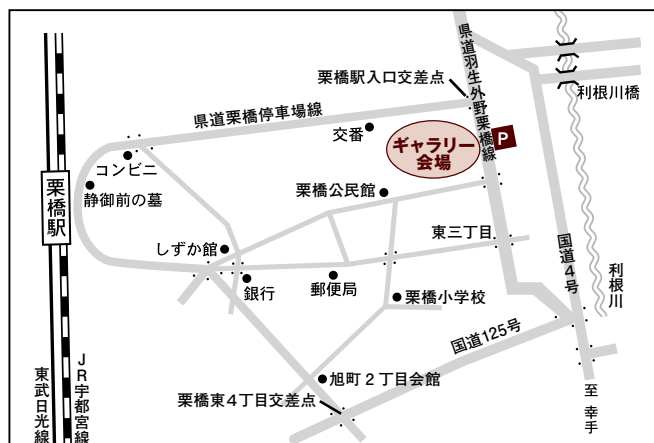 県道羽生外野栗橋線
栗橋駅入口交差点
利根川橋
県道栗橋停車場線
交番
ギャラリー
会場
P
コンビニ
静御前の墓
栗橋駅
栗橋公民館
しずか館
東三丁目
国道4号
利根川
銀行
郵便局
栗橋小学校
国道125号
旭町2丁目会館
栗橋東4丁目交差点
至 幸手
東武日光線
JR宇都宮線